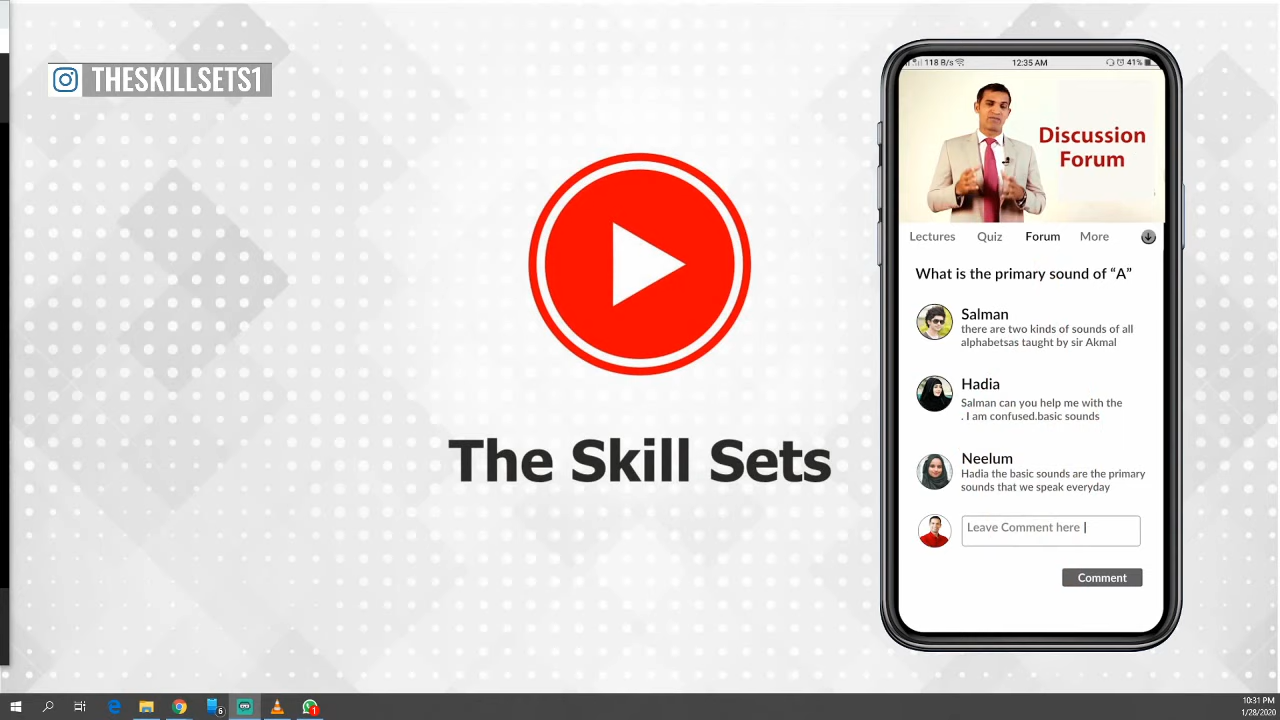 THESKILLSETS1
The Skill Sets
118 B/s
12:35 AM
41%
Discussion
Forum
Lectures
Quiz
Forum
More
What is the primary sound of “A”
Salman
there are two kinds of sounds of all
alphabetsas taught by sir Akmal
Hadia
Salman can you help me with the
. I am confused.basic sounds
Neelum
Hadia the basic sounds are the primary
sounds that we speak everyday
Leave Comment here |
Comment
6
1
10:31 PM
1/28/2020